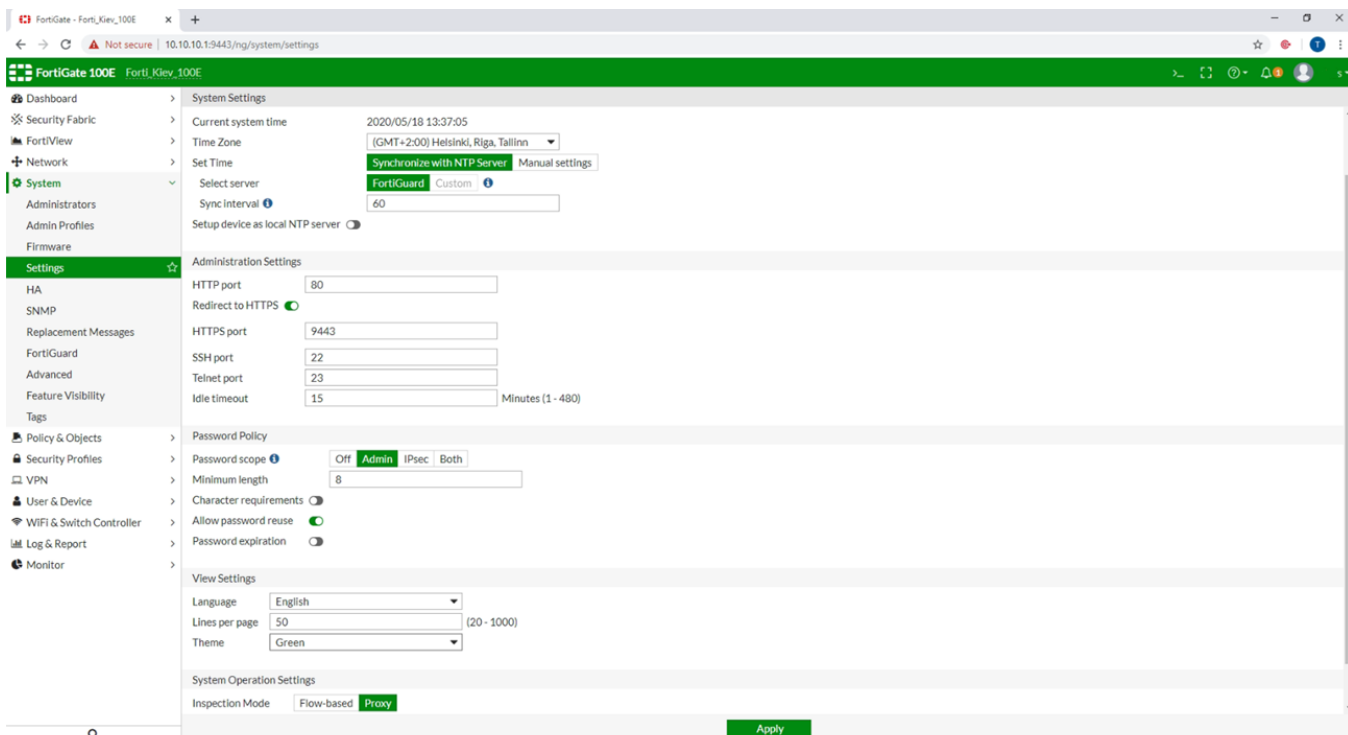 FortiGate - Forti_Kiev_100E
Not secure 10.10.10.1:9443/ng/system/settings
T
FortiGate 100E Forti_Kiev_100E
>_
1
s
Dashboard
Security Fabric
FortiView
Network
System
Administrators
Admin Profiles
Firmware
Settings
HA
SNMP
Replacement Messages
FortiGuard
Advanced
Feature Visibility
Tags
Policy & Objects
Security Profiles
VPN
User & Device
WiFi & Switch Controller
Log & Report
Monitor
System Settings
Current system time 2020/05/18 13:37:05
Time Zone (GMT+2:00) Helsinki, Riga, Tallinn
Set Time Synchronize with NTP Server Manual settings
Select server FortiGuard Custom
Sync interval 60
Setup device as local NTP server
Administration Settings
HTTP port 80
Redirect to HTTPS
HTTPS port 9443
SSH port 22
Telnet port 23
Idle timeout 15 Minutes (1 - 480)
Password Policy
Password scope Off Admin IPsec Both
Minimum length 8
Character requirements
Allow password reuse
Password expiration
View Settings
Language English
Lines per page 50 (20 - 1000)
Theme Green
System Operation Settings
Inspection Mode Flow-based Proxy
Apply